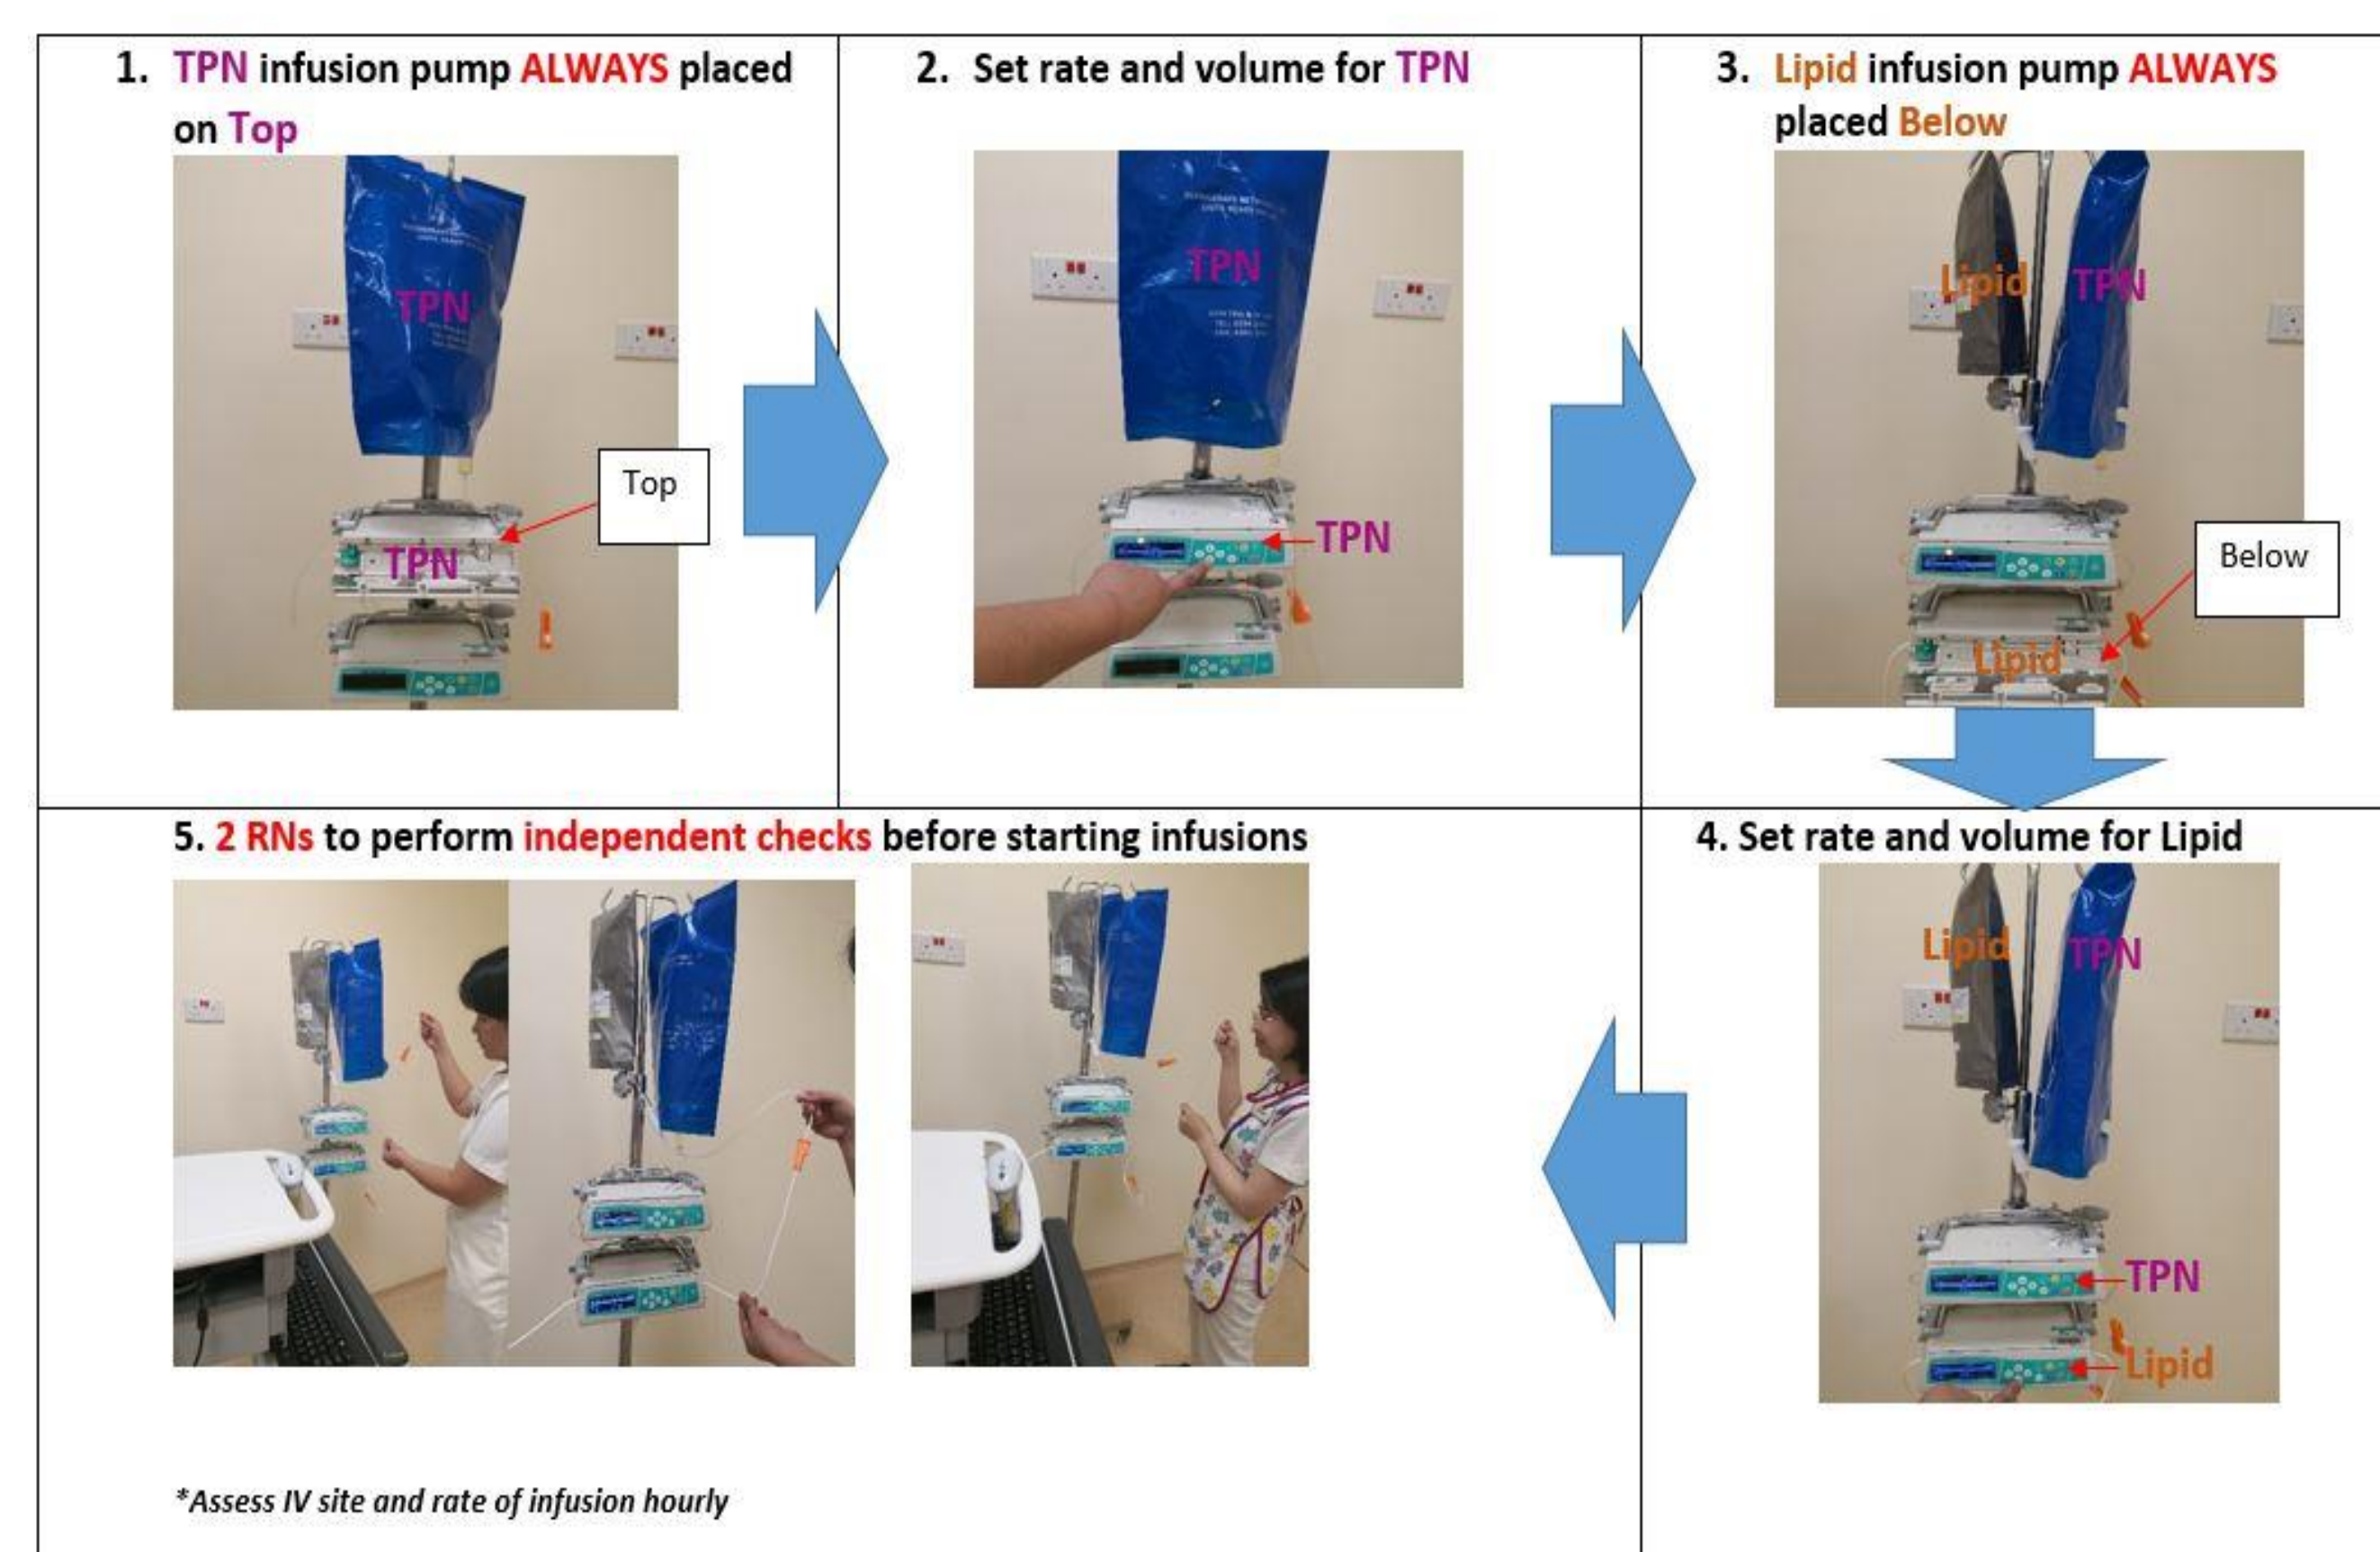 1. TPN infusion pump ALWAYS placed
on Top
TPN
TPN
Top
2. Set rate and volume for TPN
TPN
TPN
3. Lipid infusion pump ALWAYS
placed Below
Lipid
TPN
Below
Lipid
4. Set rate and volume for Lipid
Lipid
TPN
TPN
Lipid
5. 2 RNs to perform independent checks before starting infusions
*Assess IV site and rate of infusion hourly